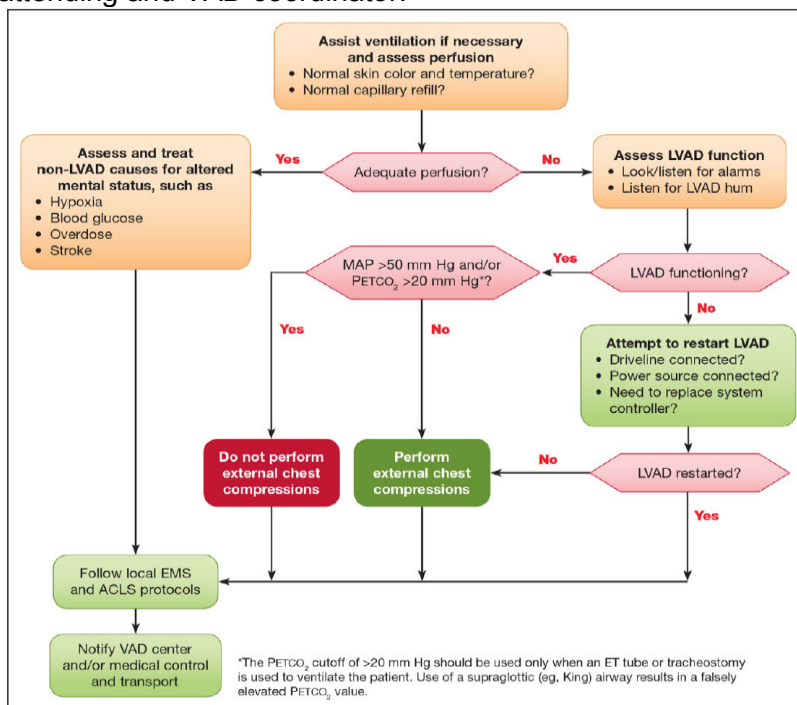 attending and VAD coordinator.
Assist ventilation if necessary
and assess perfusion
• Normal skin color and temperature?
• Normal capillary refill?
Assess and treat
non-LVAD causes for altered
mental status, such as
• Hypoxia
• Blood glucose
• Overdose
• Stroke
Yes
Adequate perfusion?
No
Assess LVAD function
• Look/listen for alarms
• Listen for LVAD hum
MAP >50 mm Hg and/or
PETCO₂ >20 mm Hg*?
Yes
LVAD functioning?
Yes
No
No
Attempt to restart LVAD
• Driveline connected?
• Power source connected?
• Need to replace system
controller?
Do not perform
external chest
compressions
Perform
external chest
compressions
No
LVAD restarted?
Yes
Follow local EMS
and ACLS protocols
Notify VAD center
and/or medical control
and transport
*The PETCO₂ cutoff of >20 mm Hg should be used only when an ET tube or tracheostomy
is used to ventilate the patient. Use of a supraglottic (eg, King) airway results in a falsely
elevated PETCO₂ value.